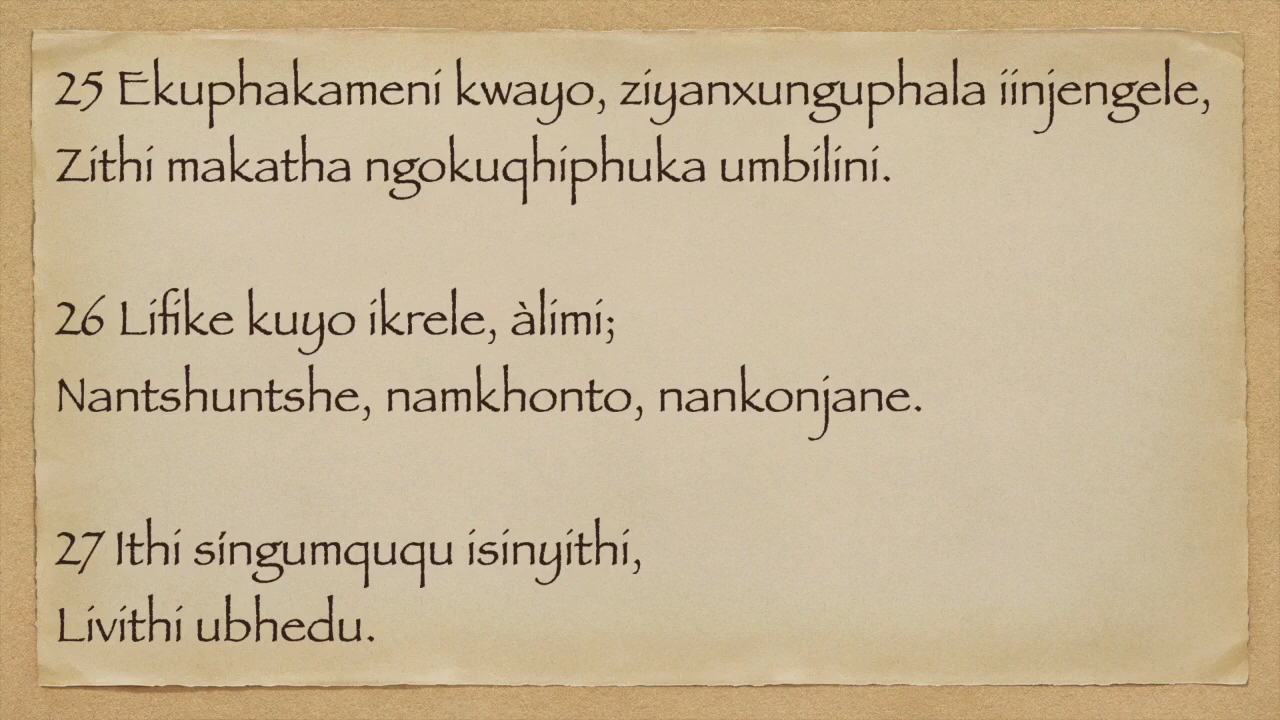 25 Ekuphakameni kwayo, ziyanxunguphala iinjengele,
Zithi makatha ngokuqhiphuka umbilini.
26 Lifike kuyo ikrele, àlimi;
Nantshuntshe, namkhonto, nankonjane.
27 Ithi síngumququ isinyithi,
Livithi ubhedu.